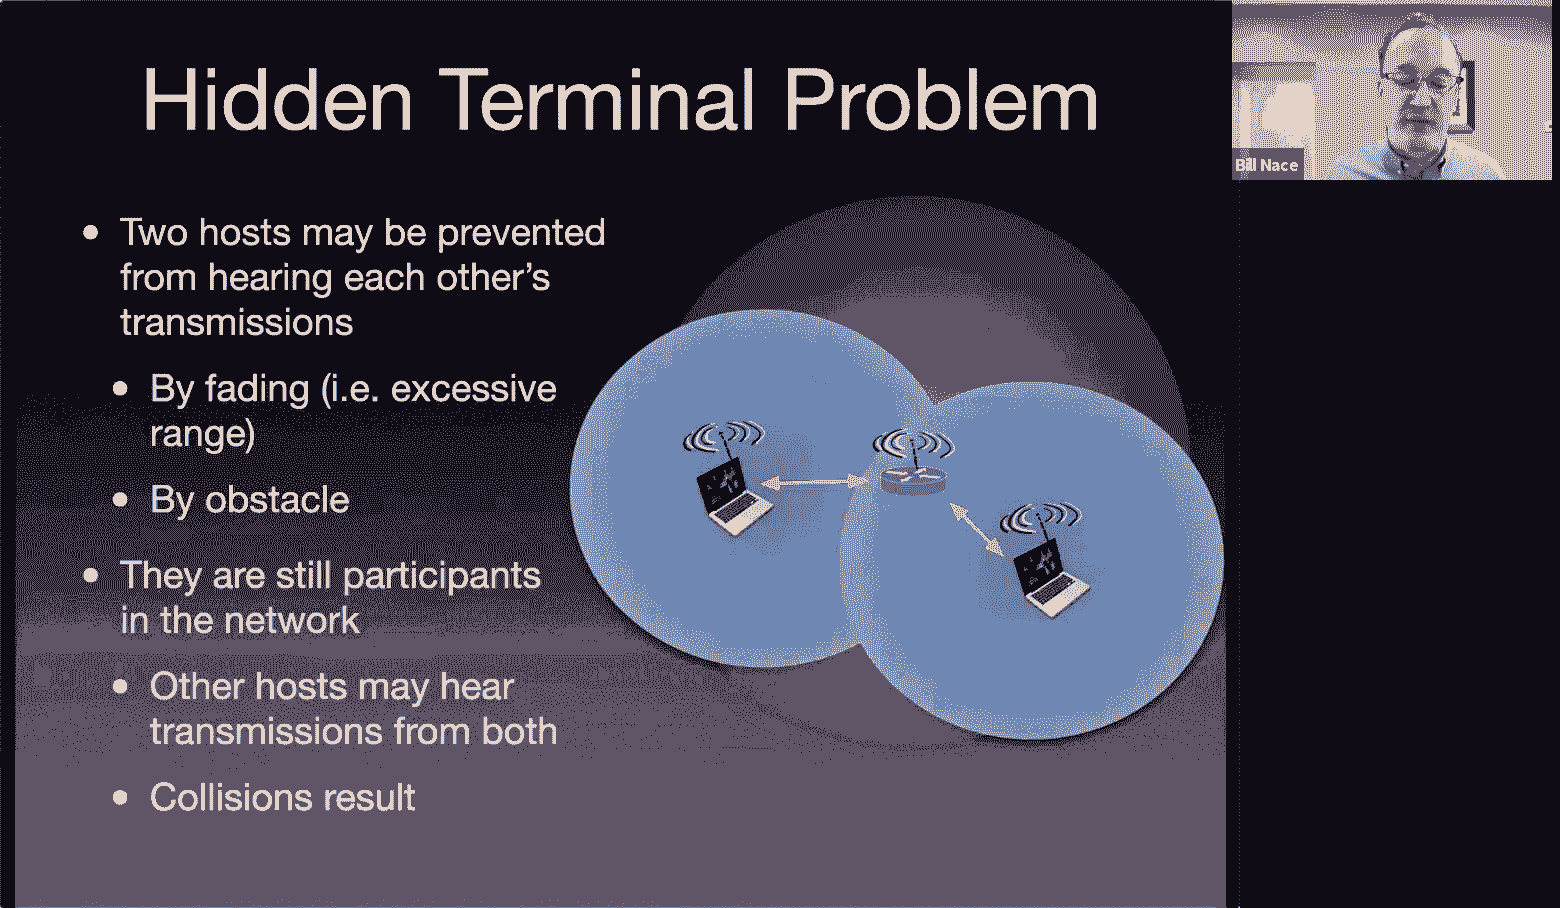 Hidden Terminal Problem
Bill Nace
• Two hosts may be prevented
from hearing each other’s
transmissions
• By fading (i.e. excessive
range)
• By obstacle
• They are still participants
in the network
• Other hosts may hear
transmissions from both
• Collisions result